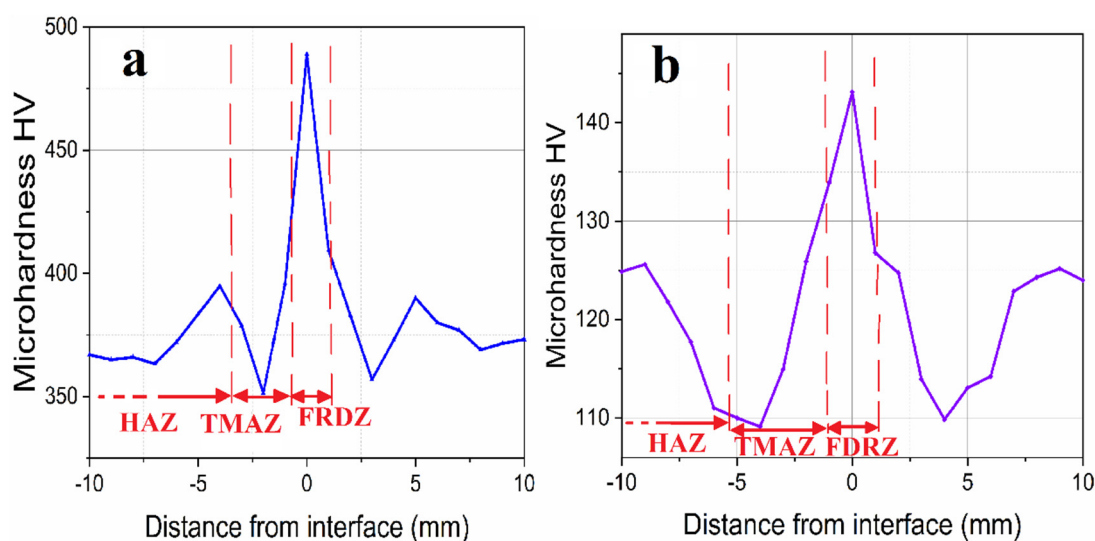 a
Microhardness HV
500
450
400
350
HAZ
TMAZ
FRDZ
-10
-5
0
5
10
Distance from interface (mm)
b
Microhardness HV
140
130
120
110
HAZ
TMAZ
FDRZ
-10
-5
0
5
10
Distance from interface (mm)